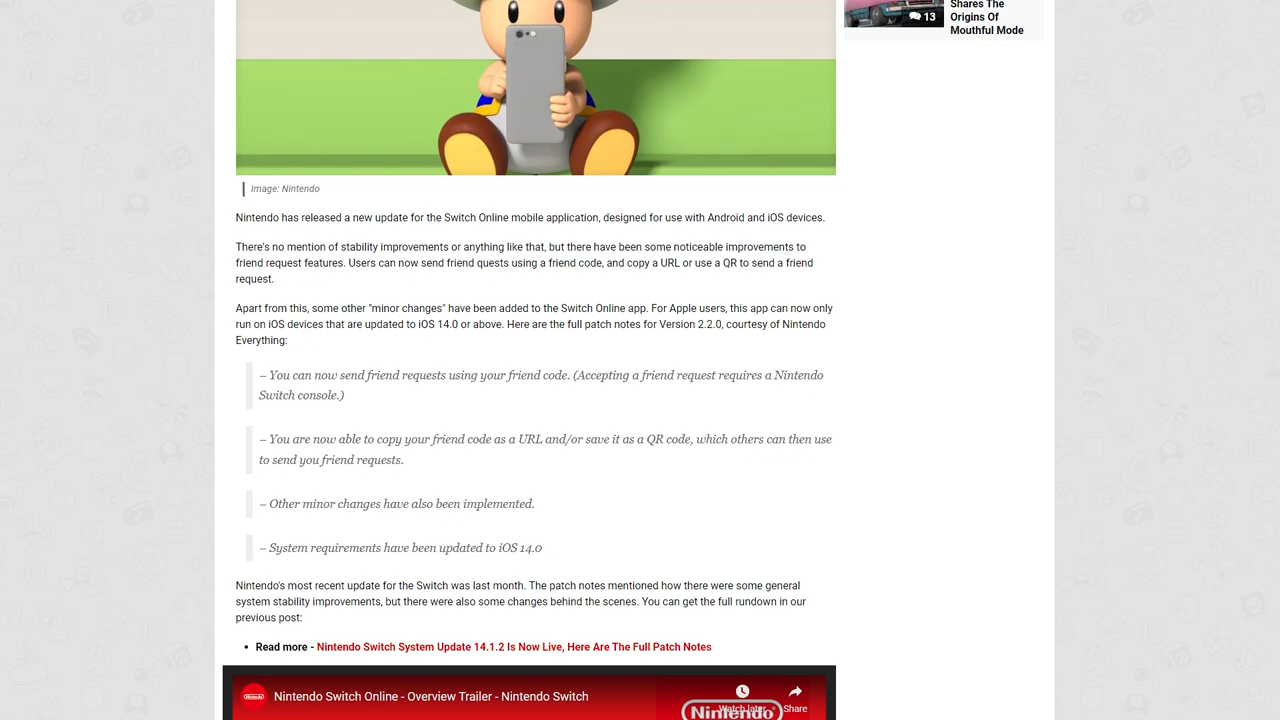 Shares The
Origins Of
Mouthful Mode
13
Image: Nintendo
Nintendo has released a new update for the Switch Online mobile application, designed for use with Android and iOS devices.
There's no mention of stability improvements or anything like that, but there have been some noticeable improvements to
friend request features. Users can now send friend quests using a friend code, and copy a URL or use a QR to send a friend
request.
Apart from this, some other "minor changes" have been added to the Switch Online app. For Apple users, this app can now only
run on iOS devices that are updated to iOS 14.0 or above. Here are the full patch notes for Version 2.2.0, courtesy of Nintendo
Everything:
– You can now send friend requests using your friend code. (Accepting a friend request requires a Nintendo
Switch console.)
– You are now able to copy your friend code as a URL and/or save it as a QR code, which others can then use
to send you friend requests.
– Other minor changes have also been implemented.
– System requirements have been updated to iOS 14.0
Nintendo's most recent update for the Switch was last month. The patch notes mentioned how there were some general
system stability improvements, but there were also some changes behind the scenes. You can get the full rundown in our
previous post:
• Read more - Nintendo Switch System Update 14.1.2 Is Now Live, Here Are The Full Patch Notes
Nintendo
Nintendo Switch Online - Overview Trailer - Nintendo Switch
Watch later
Share
Nintendo